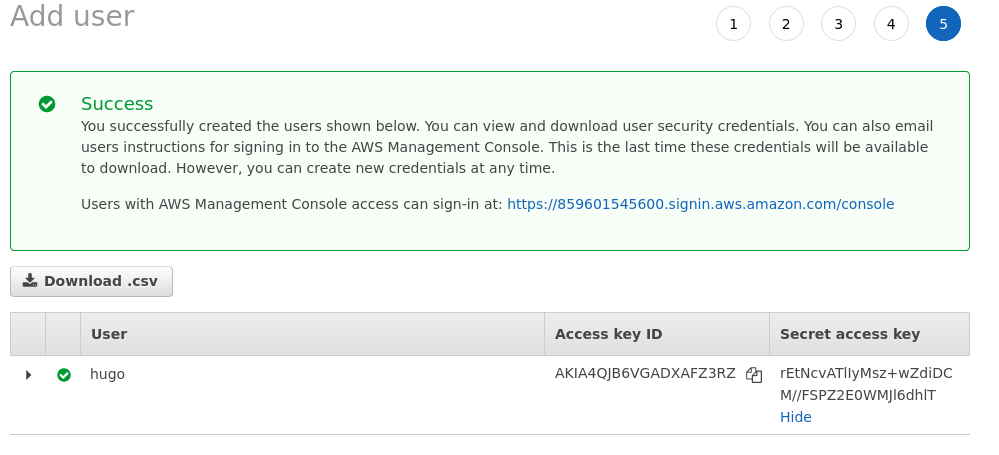 Add user
1 2 3 4 5
Success
You successfully created the users shown below. You can view and download user security credentials. You can also email
users instructions for signing in to the AWS Management Console. This is the last time these credentials will be available
to download. However, you can create new credentials at any time.
Users with AWS Management Console access can sign-in at: https://859601545600.signin.aws.amazon.com/console
Download .csv
User Access key ID Secret access key
hugo AKIA4QJB6VGADXAFZ3RZ rEtNcvATlIyMsz+wZdiDC
M//FSPZ2E0WMJl6dhlT
Hide